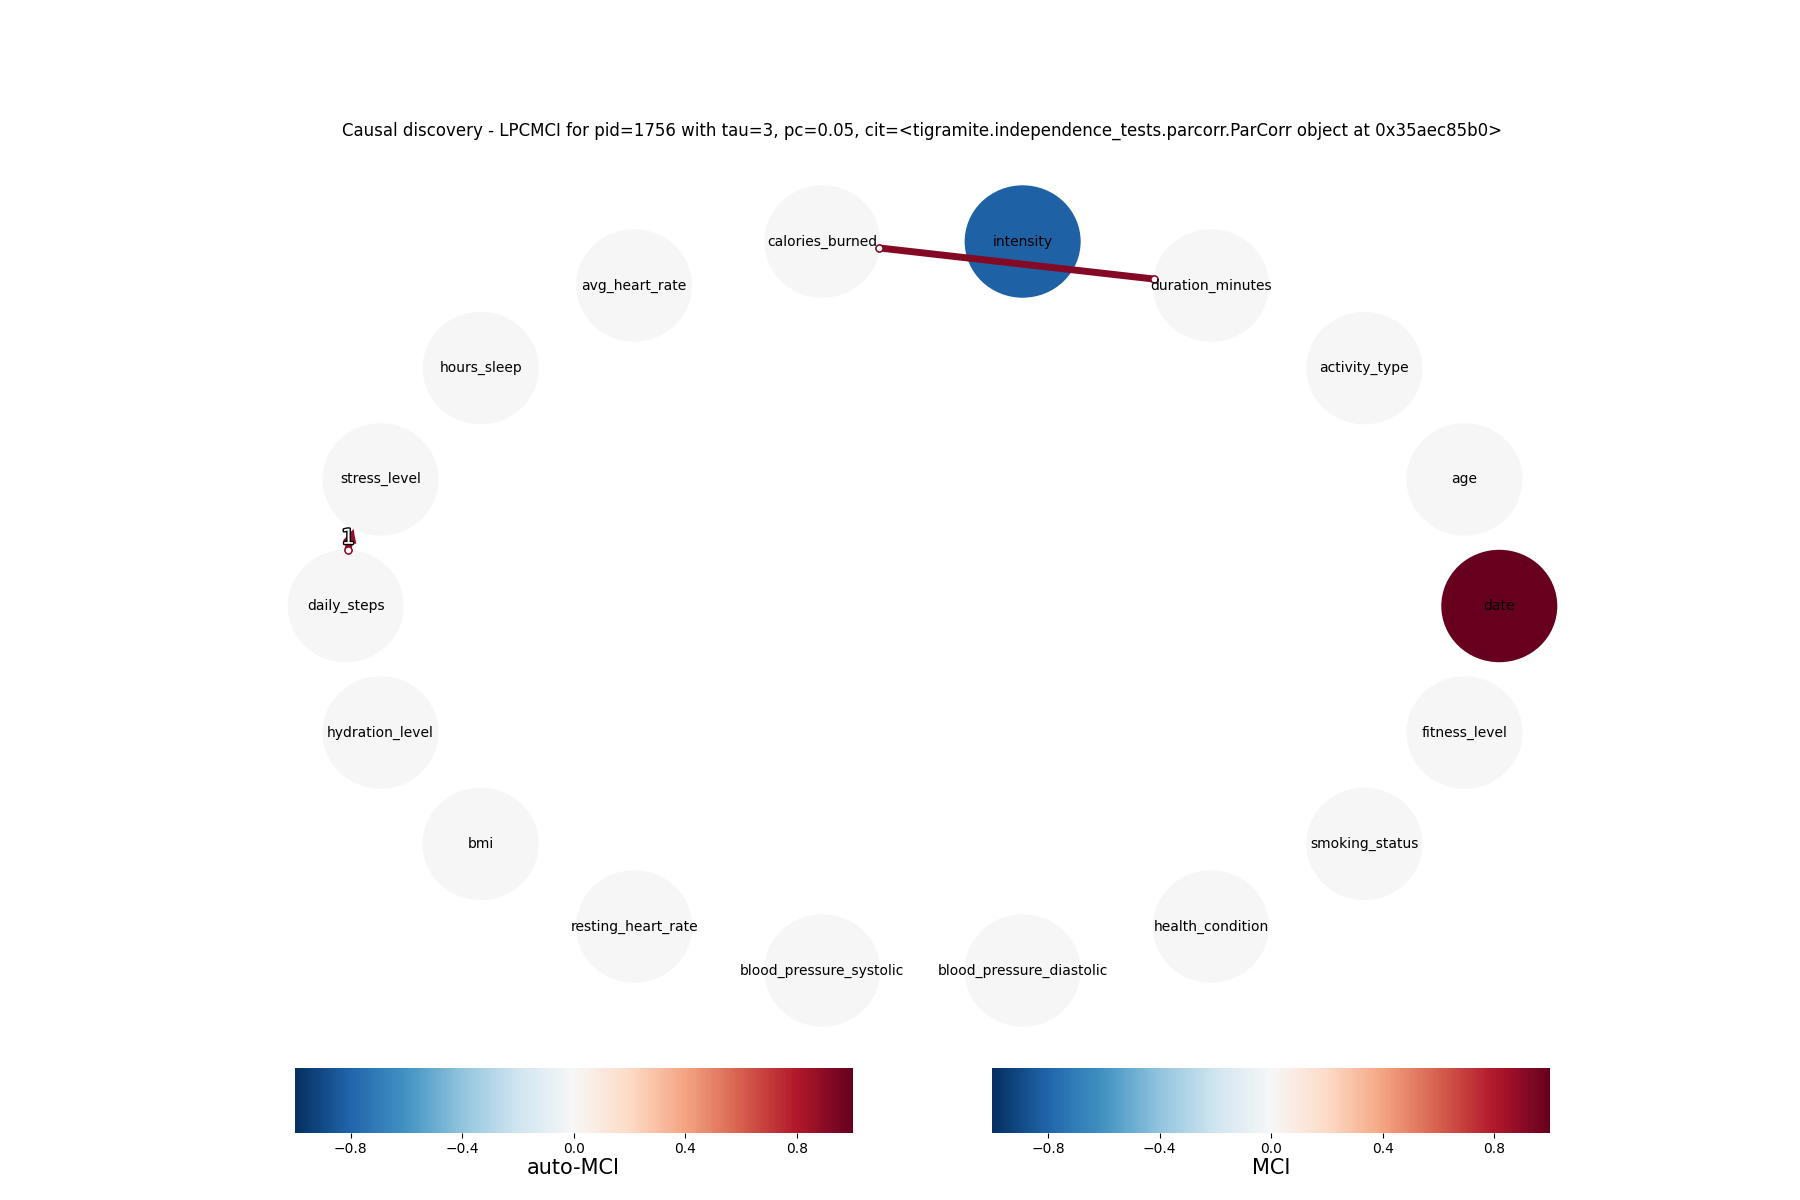 Causal discovery - LPCMCI for pid=1756 with tau=3, pc=0.05, cit=<tigramite.independence_tests.parcorr.ParCorr object at 0x35aec85b0>
calories_burned
intensity
avg_heart_rate
duration_minutes
hours_sleep
activity_type
stress_level
age
1
daily_steps
date
hydration_level
fitness_level
bmi
smoking_status
resting_heart_rate
health_condition
blood_pressure_systolic
blood_pressure_diastolic
−0.8 −0.4 0.0 0.4 0.8
auto-MCI
−0.8 −0.4 0.0 0.4 0.8
MCI